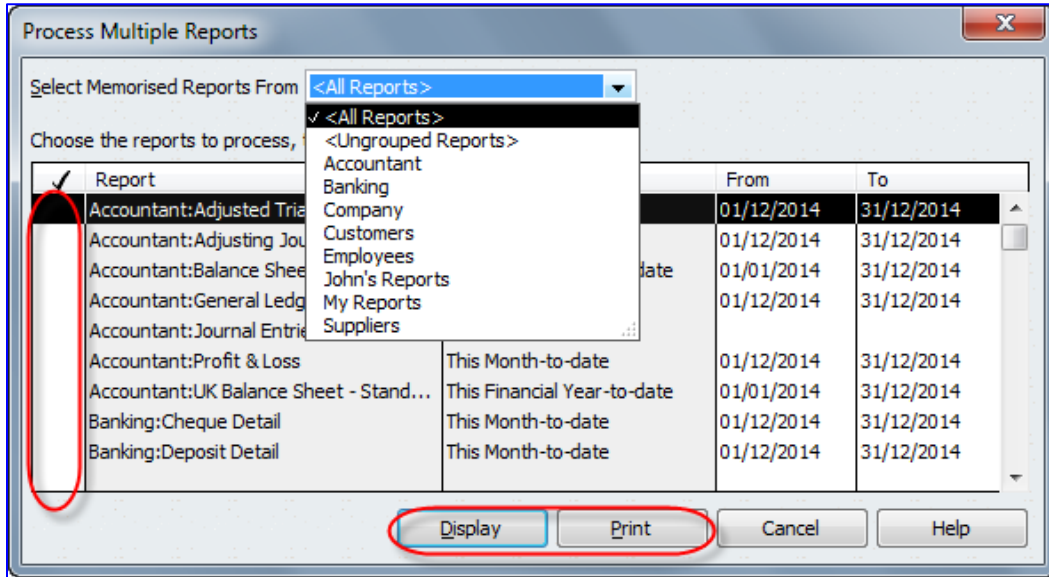 Process Multiple Reports
Select Memorised Reports From <All Reports>
<All Reports>
<Ungrouped Reports>
Accountant
Banking
Company
Customers
Employees
John's Reports
My Reports
Suppliers
Choose the reports to process,
Report From To
Accountant:Adjusted Tria 01/12/2014 31/12/2014
Accountant:Adjusting Jou 01/12/2014 31/12/2014
Accountant:Balance Shee date 01/01/2014 31/12/2014
Accountant:General Ledg 01/12/2014 31/12/2014
Accountant:Journal Entrie
Accountant:Profit & Loss This Month-to-date 01/12/2014 31/12/2014
Accountant:UK Balance Sheet - Stand... This Financial Year-to-date 01/01/2014 31/12/2014
Banking:Cheque Detail This Month-to-date 01/12/2014 31/12/2014
Banking:Deposit Detail This Month-to-date 01/12/2014 31/12/2014
Display Print Cancel Help